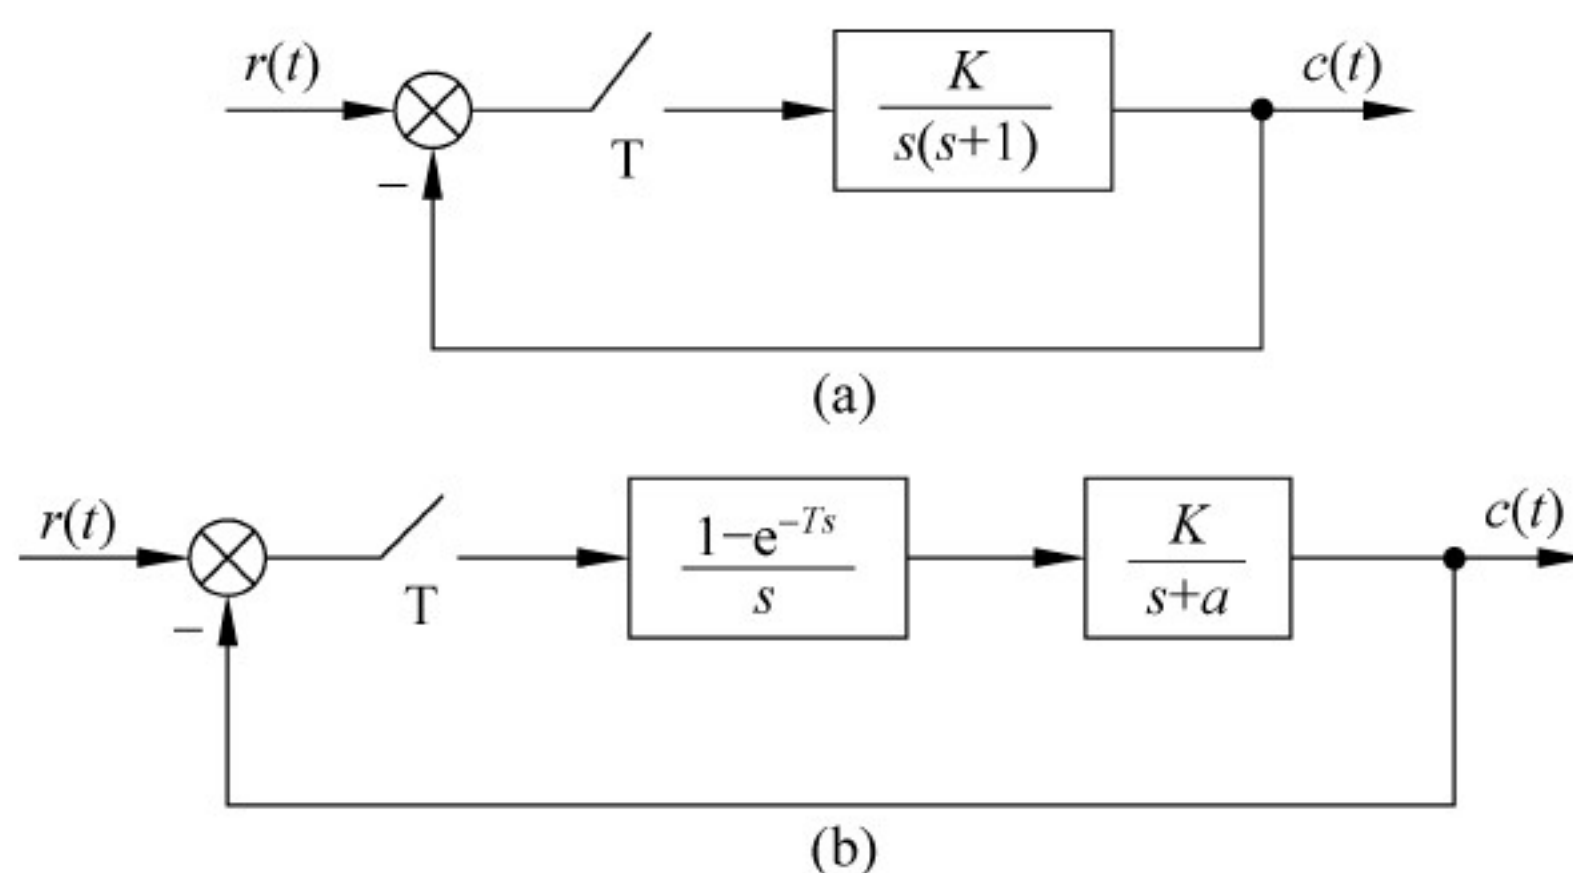 r(t) K/s(s+1) c(t)
T
−
(a)
r(t) 1−e^{−Ts}/s K/s+a c(t)
T
−
(b)